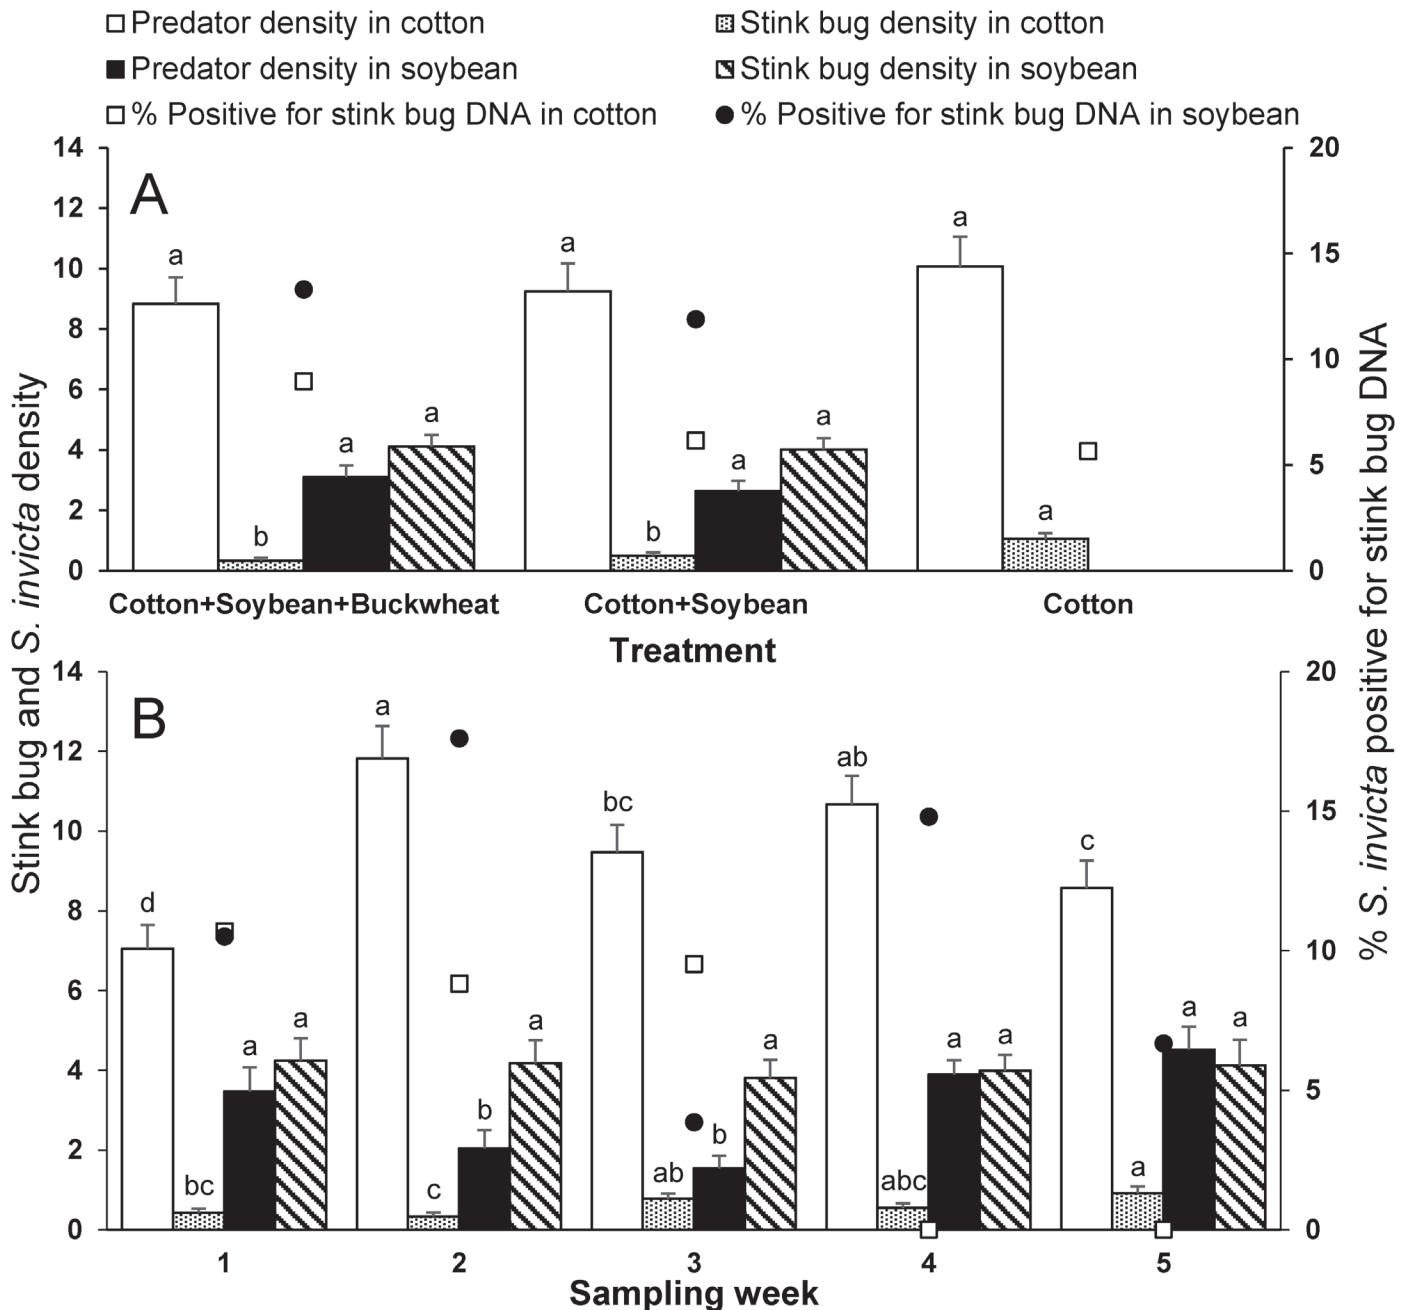 Predator density in cotton
Stink bug density in cotton
Predator density in soybean
Stink bug density in soybean
% Positive for stink bug DNA in cotton
% Positive for stink bug DNA in soybean
Stink bug and S. invicta density
% S. invicta positive for stink bug DNA
A
14
12
10
8
6
4
2
0
20
15
10
5
0
a
b
a
a
a
b
a
a
a
a
Cotton+Soybean+Buckwheat
Cotton+Soybean
Cotton
Treatment
B
14
12
10
8
6
4
2
0
20
15
10
5
0
d
bc
a
a
a
c
b
a
bc
ab
b
a
ab
abc
a
a
c
a
a
a
1
2
3
4
5
Sampling week